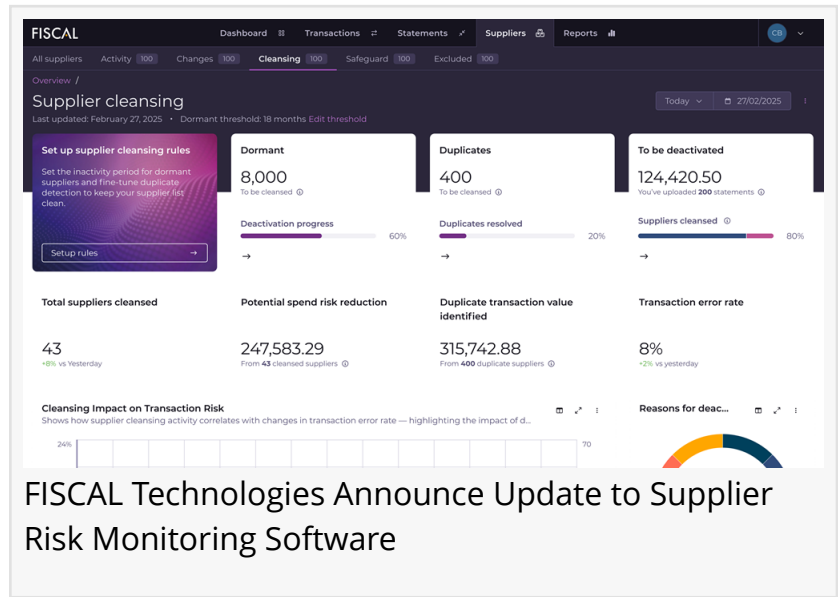 FISCAL
Dashboard Transactions Statements Suppliers Reports CB
All suppliers Activity 100 Changes 100 Cleansing 100 Safeguard 100 Excluded 100
Overview /
Supplier cleansing
Today 27/02/2025
Last updated: February 27, 2025 • Dormant threshold: 18 months Edit threshold
Set up supplier cleansing rules
Set the inactivity period for dormant
suppliers and fine-tune duplicate
detection to keep your supplier list
clean.
Setup rules →
Dormant
8,000
To be cleansed
Deactivation progress
60%
→
Duplicates
400
To be cleansed
Duplicates resolved
20%
→
To be deactivated
124,420.50
You've uploaded 200 statements
Suppliers cleansed
80%
→
Total suppliers cleansed
43
+8% vs Yesterday
Potential spend risk reduction
247,583.29
From 43 cleansed suppliers
Duplicate transaction value
identified
315,742.88
From 400 duplicate suppliers
Transaction error rate
8%
+2% vs yesterday
Cleansing Impact on Transaction Risk
Shows how supplier cleansing activity correlates with changes in transaction error rate — highlighting the impact of d...
24%
70
Reasons for deac...
FISCAL Technologies Announce Update to Supplier
Risk Monitoring Software